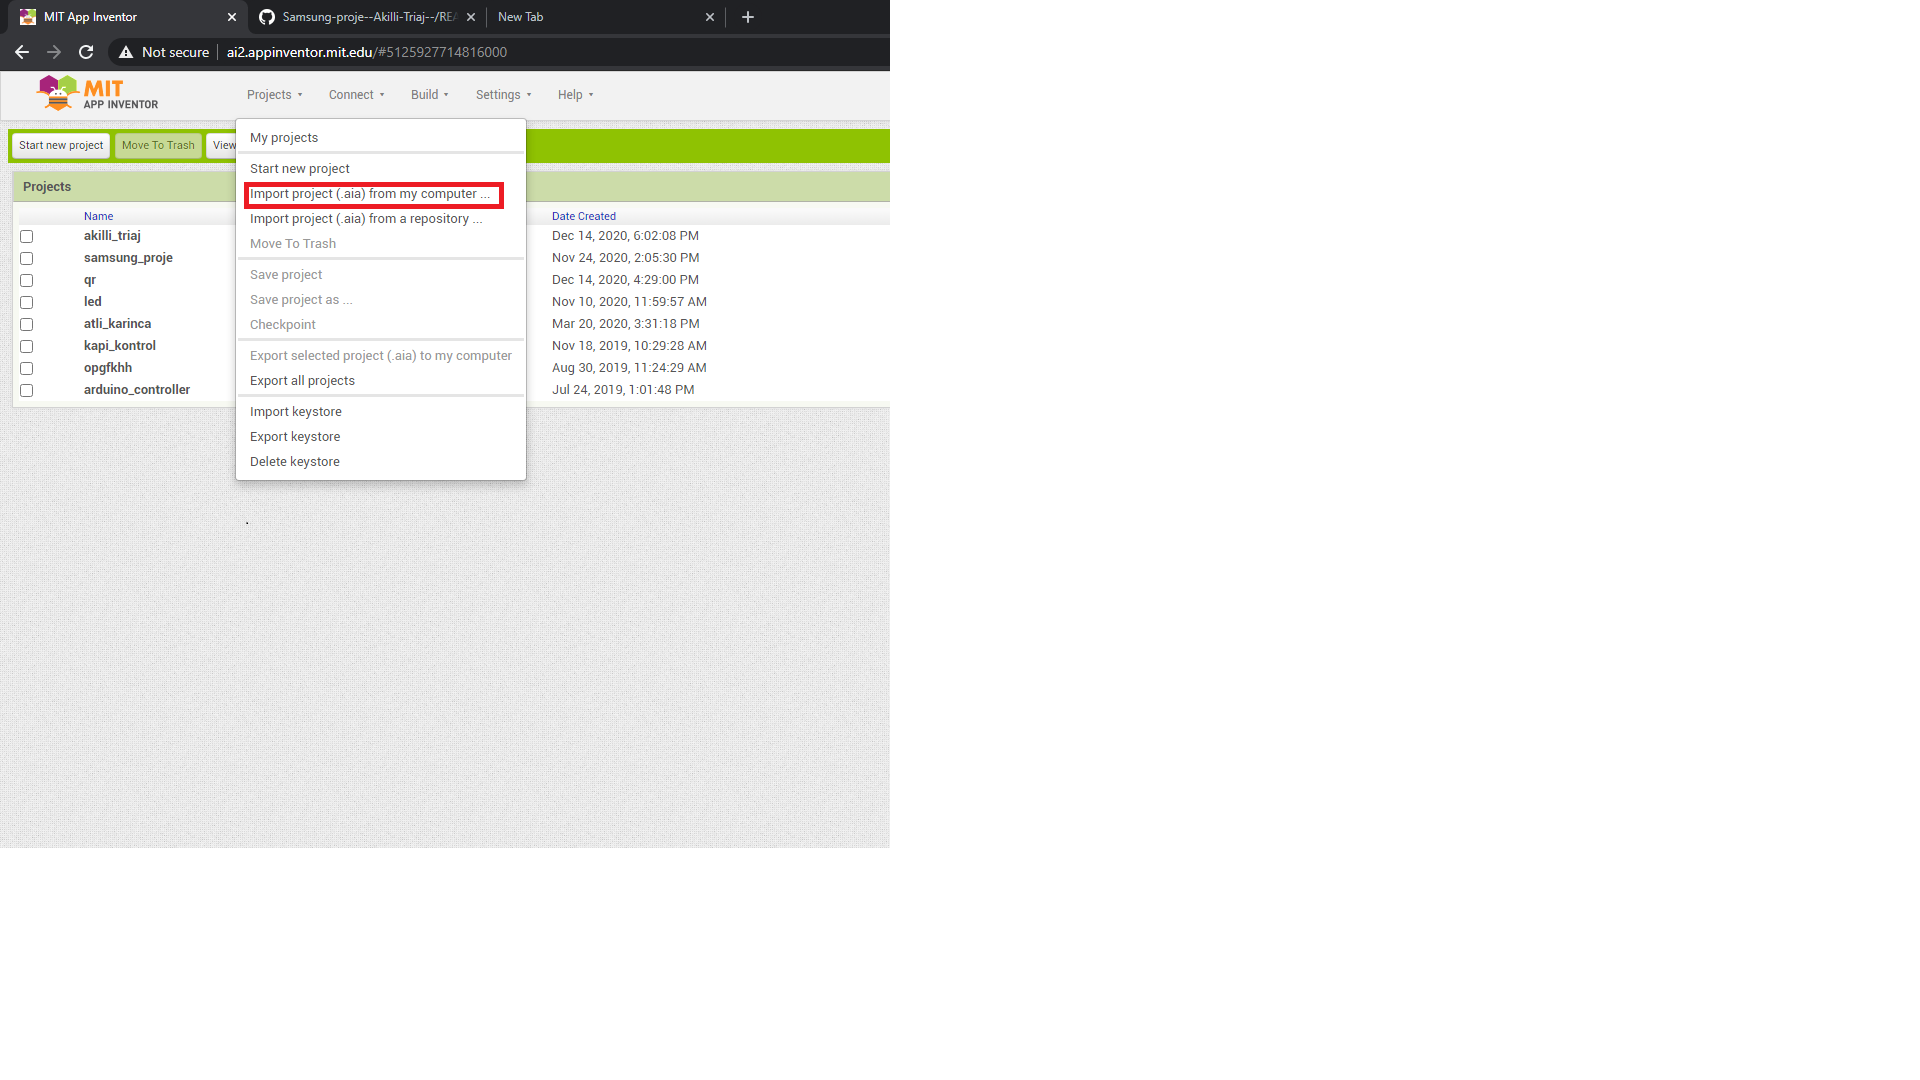 MIT App Inventor
Samsung-proje--Akilli-Triaj--/REA
New Tab
Not secure
ai2.appinventor.mit.edu/#5125927714816000
MIT
APP INVENTOR
Projects
Connect
Build
Settings
Help
Start new project
Move To Trash
View
My projects
Start new project
Import project (.aia) from my computer ...
Import project (.aia) from a repository ...
Move To Trash
Save project
Save project as ...
Checkpoint
Export selected project (.aia) to my computer
Export all projects
Import keystore
Export keystore
Delete keystore
Projects
Name
Date Created
akilli_triaj
Dec 14, 2020, 6:02:08 PM
samsung_proje
Nov 24, 2020, 2:05:30 PM
qr
Dec 14, 2020, 4:29:00 PM
led
Nov 10, 2020, 11:59:57 AM
atli_karinca
Mar 20, 2020, 3:31:18 PM
kapi_kontrol
Nov 18, 2019, 10:29:28 AM
opgfkhh
Aug 30, 2019, 11:24:29 AM
arduino_controller
Jul 24, 2019, 1:01:48 PM
.